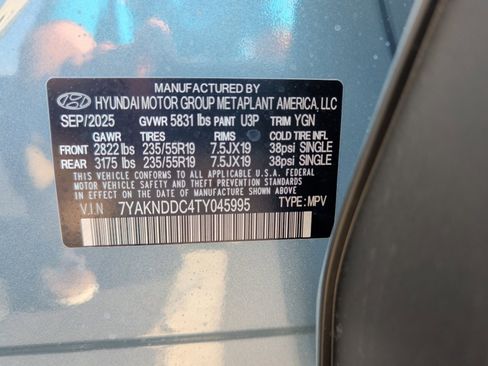 MANUFACTURED BY
HYUNDAI MOTOR GROUP METAPLANT AMERICA, LLC
SEP/2025 GVWR 5831 lbs PAINT U3P TRIM YGN
GAWR TIRES RIMS COLD TIRE INFL
FRONT 2822 lbs 235/55R19 7.5JX19 38psi SINGLE
REAR 3175 lbs 235/55R19 7.5JX19 38psi SINGLE
THIS VEHICLE CONFORMS TO ALL APPLICABLE U.S.A. FEDERAL
MOTOR VEHICLE SAFETY AND THEFT PREVENTION STANDARDS IN
EFFECT ON THE DATE OF MANUFACTURE SHOWN ABOVE.
V.I.N 7YAKNDDC4TY045995 TYPE: MPV